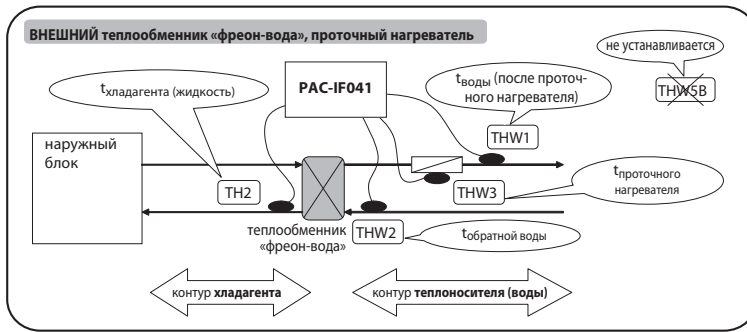 ВНЕШНИЙ теплообменник «фреон-вода», проточный нагреватель
не устанавливается
THW5B
tхладагента (жидкость)
PAC-IF041
tводы (после проточ-
ного нагревателя)
THW1
наружный
блок
TH2
THW3
tпроточного
нагревателя
теплообменник
«фреон-вода»
THW2
tобратной воды
контур хладагента
контур теплоносителя (воды)